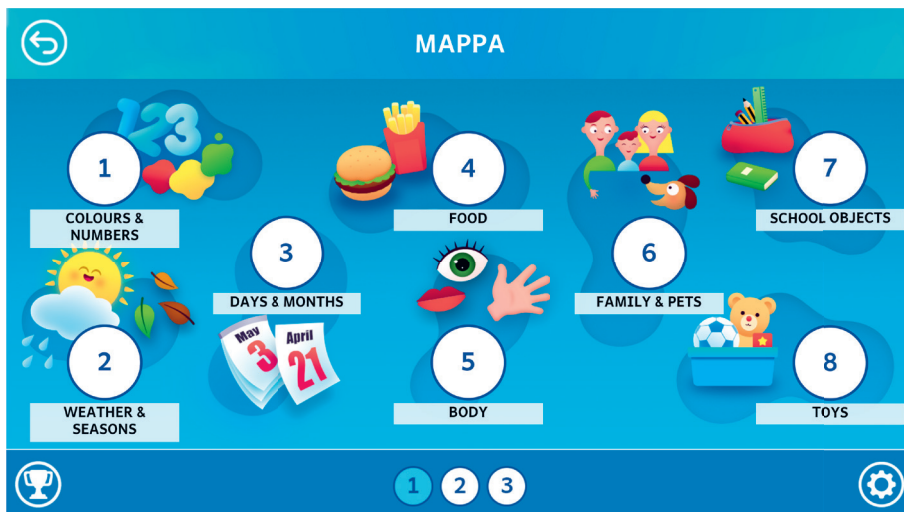 MAPPA
123
1
COLOURS &
NUMBERS
2
WEATHER &
SEASONS
3
DAYS & MONTHS
May
3
April
21
4
FOOD
5
BODY
6
FAMILY & PETS
7
SCHOOL OBJECTS
8
TOYS
1 2 3